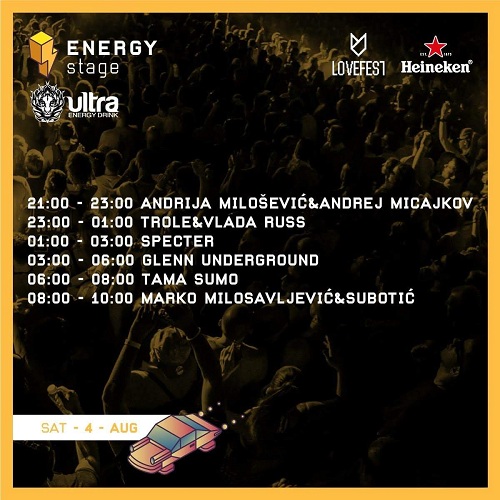 ENERGY
stage
ultra
ENERGY DRINK
LOVEFEST
Heineken®
21:00 - 23:00 ANDRIJA MILOŠEVIĆ&ANDREJ MICAJKOV
23:00 - 01:00 TROLE&VLADA RUSS
01:00 - 03:00 SPECTER
03:00 - 06:00 GLENN UNDERGROUND
06:00 - 08:00 TAMA SUMO
08:00 - 10:00 MARKO MILOSAVLJEVIĆ&SUBOTIĆ
SAT - 4 - AUG